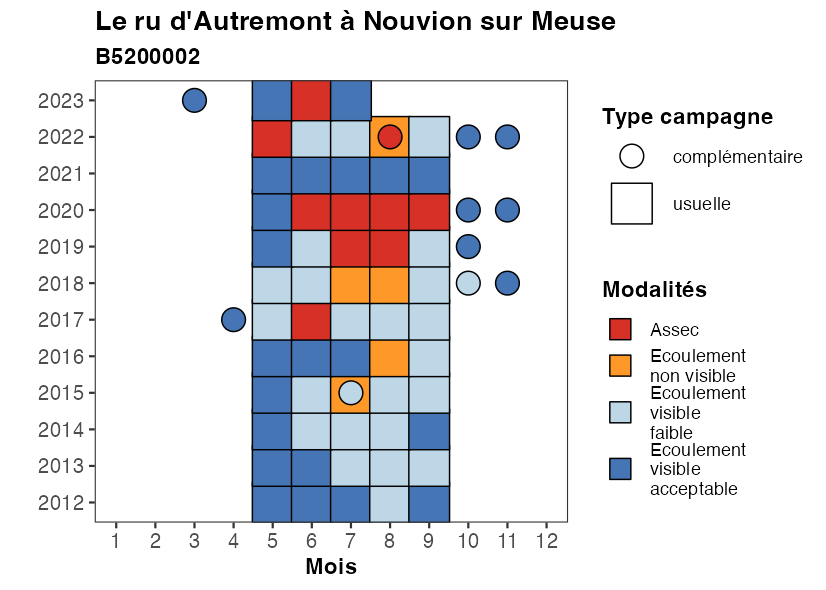 Le ru d'Autremont à Nouvion sur Meuse
B5200002
2023
2022
2021
2020
2019
2018
2017
2016
2015
2014
2013
2012
1 2 3 4 5 6 7 8 9 10 11 12
Mois
Type campagne
complémentaire
usuelle
Modalités
Assec
Ecoulement
non visible
Ecoulement
visible
faible
Ecoulement
visible
acceptable